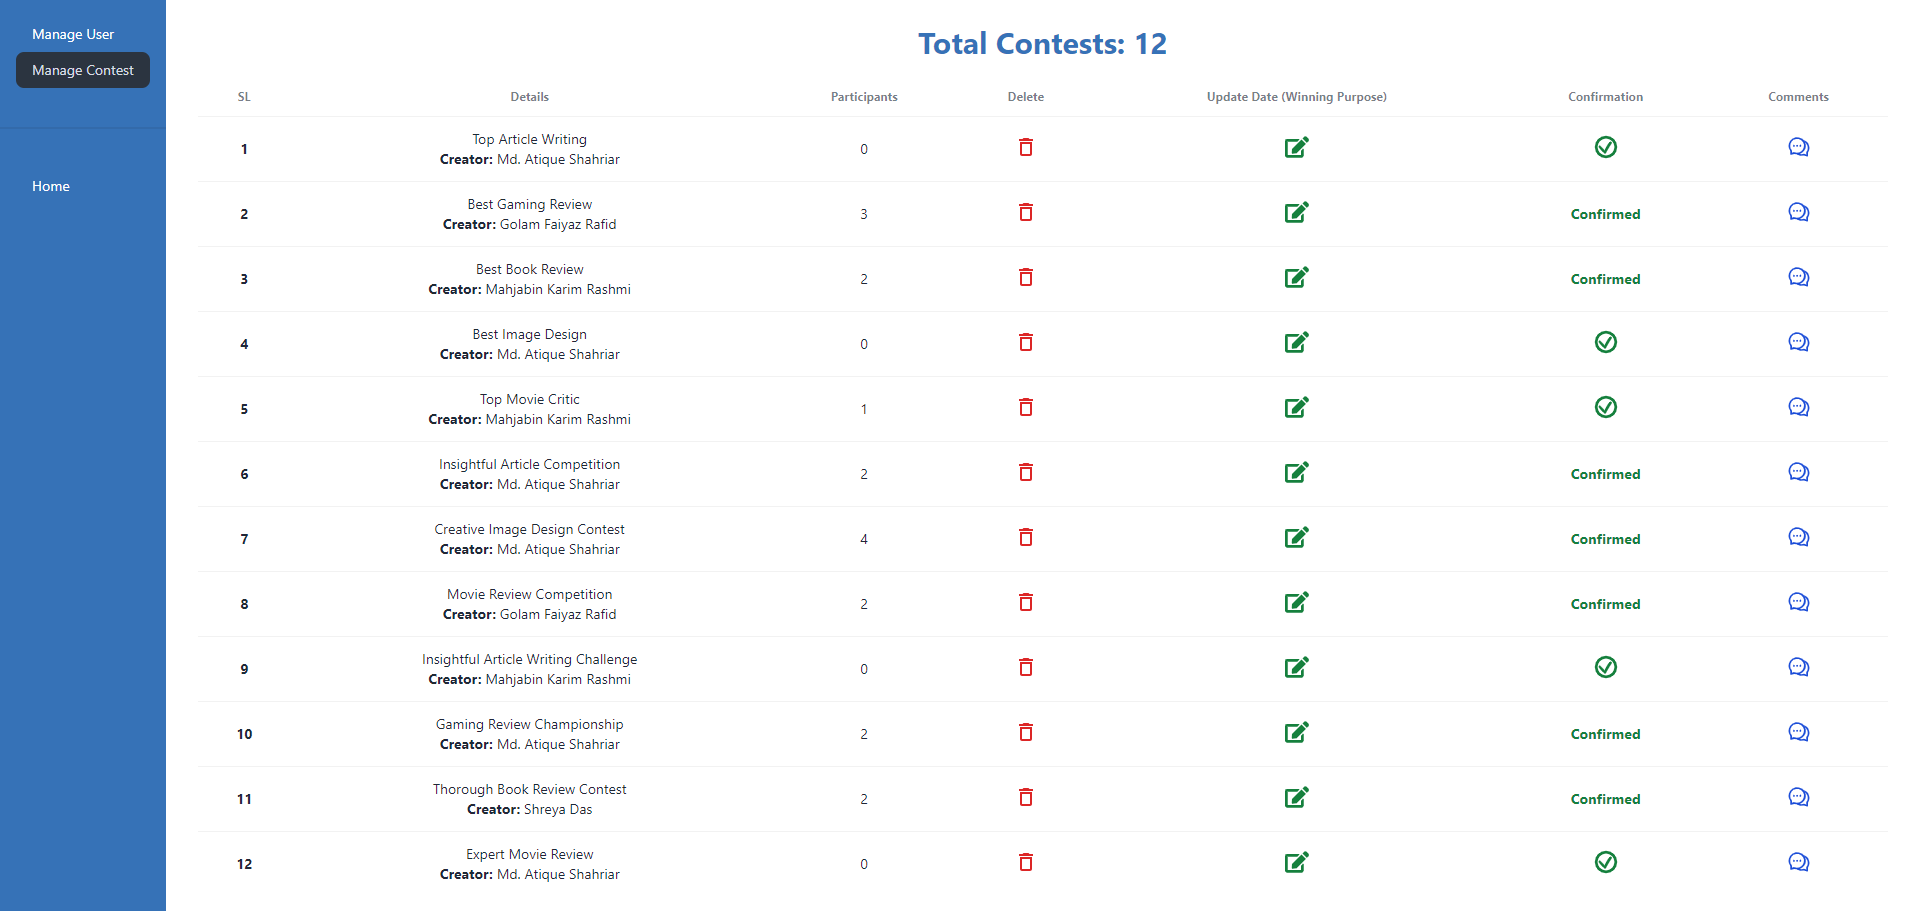 Manage User
Manage Contest
Home
Total Contests: 12
SL Details Participants Delete Update Date (Winning Purpose) Confirmation Comments
1 Top Article Writing 0
Creator: Md. Atique Shahriar
2 Best Gaming Review 3 Confirmed
Creator: Golam Faiyaz Rafid
3 Best Book Review 2 Confirmed
Creator: Mahjabin Karim Rashmi
4 Best Image Design 0
Creator: Md. Atique Shahriar
5 Top Movie Critic 1
Creator: Mahjabin Karim Rashmi
6 Insightful Article Competition 2 Confirmed
Creator: Md. Atique Shahriar
7 Creative Image Design Contest 4 Confirmed
Creator: Md. Atique Shahriar
8 Movie Review Competition 2 Confirmed
Creator: Golam Faiyaz Rafid
9 Insightful Article Writing Challenge 0
Creator: Mahjabin Karim Rashmi
10 Gaming Review Championship 2 Confirmed
Creator: Md. Atique Shahriar
11 Thorough Book Review Contest 2 Confirmed
Creator: Shreya Das
12 Expert Movie Review 0
Creator: Md. Atique Shahriar